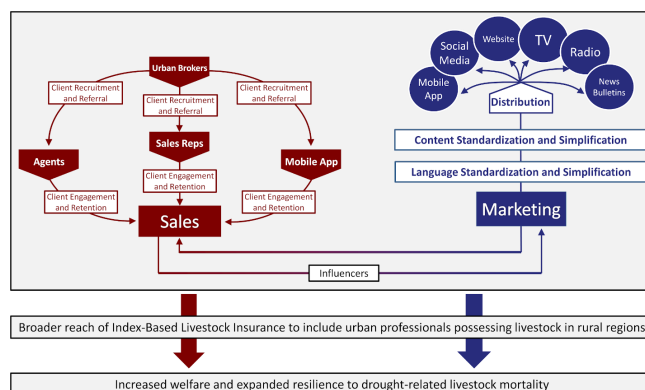 Urban Brokers
Client Recruitment
and Referral
Client Recruitment
and Referral
Client Recruitment
and Referral
Agents
Sales Reps
Mobile App
Client Engagement
and Retention
Client Engagement
and Retention
Client Engagement
and Retention
Sales
Mobile
App
Social
Media
Website
TV
Radio
News
Bulletins
Distribution
Content Standardization and Simplification
Language Standardization and Simplification
Marketing
Influencers
Broader reach of Index-Based Livestock Insurance to include urban professionals possessing livestock in rural regions
Increased welfare and expanded resilience to drought-related livestock mortality